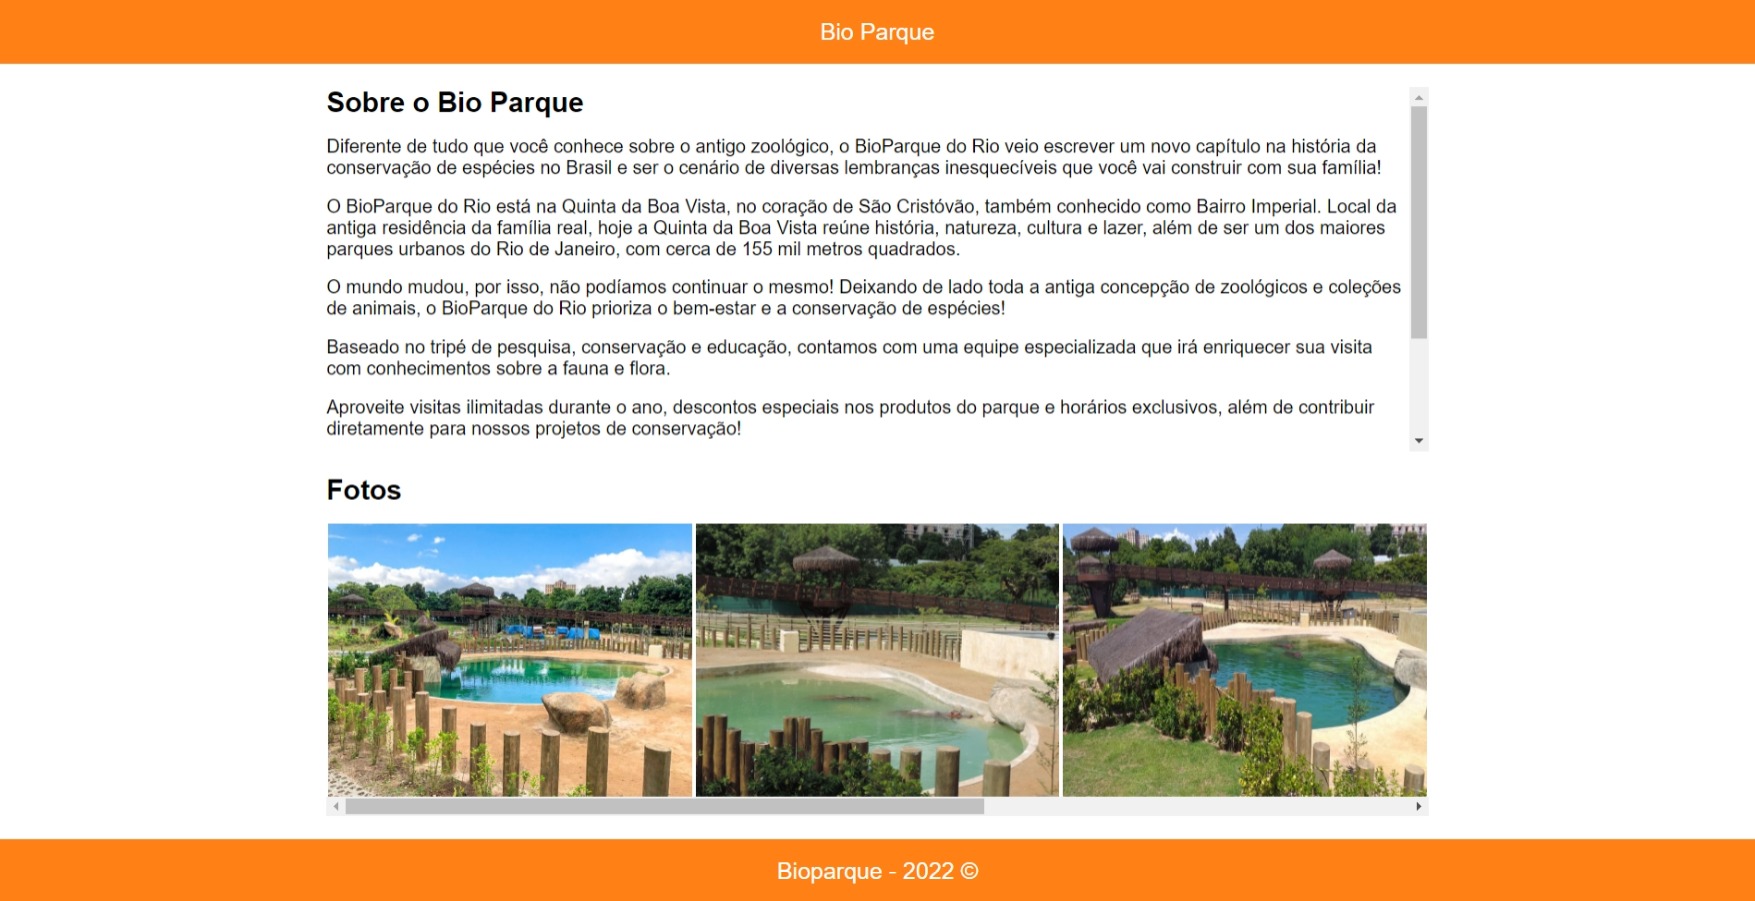 Bio Parque
Sobre o Bio Parque
Diferente de tudo que você conhece sobre o antigo zoológico, o BioParque do Rio veio escrever um novo capítulo na história da
conservação de espécies no Brasil e ser o cenário de diversas lembranças inesquecíveis que você vai construir com sua família!
O BioParque do Rio está na Quinta da Boa Vista, no coração de São Cristóvão, também conhecido como Bairro Imperial. Local da
antiga residência da família real, hoje a Quinta da Boa Vista reúne história, natureza, cultura e lazer, além de ser um dos maiores
parques urbanos do Rio de Janeiro, com cerca de 155 mil metros quadrados.
O mundo mudou, por isso, não podíamos continuar o mesmo! Deixando de lado toda a antiga concepção de zoológicos e coleções
de animais, o BioParque do Rio prioriza o bem-estar e a conservação de espécies!
Baseado no tripé de pesquisa, conservação e educação, contamos com uma equipe especializada que irá enriquecer sua visita
com conhecimentos sobre a fauna e flora.
Aproveite visitas ilimitadas durante o ano, descontos especiais nos produtos do parque e horários exclusivos, além de contribuir
diretamente para nossos projetos de conservação!
Fotos
Bioparque - 2022 ©